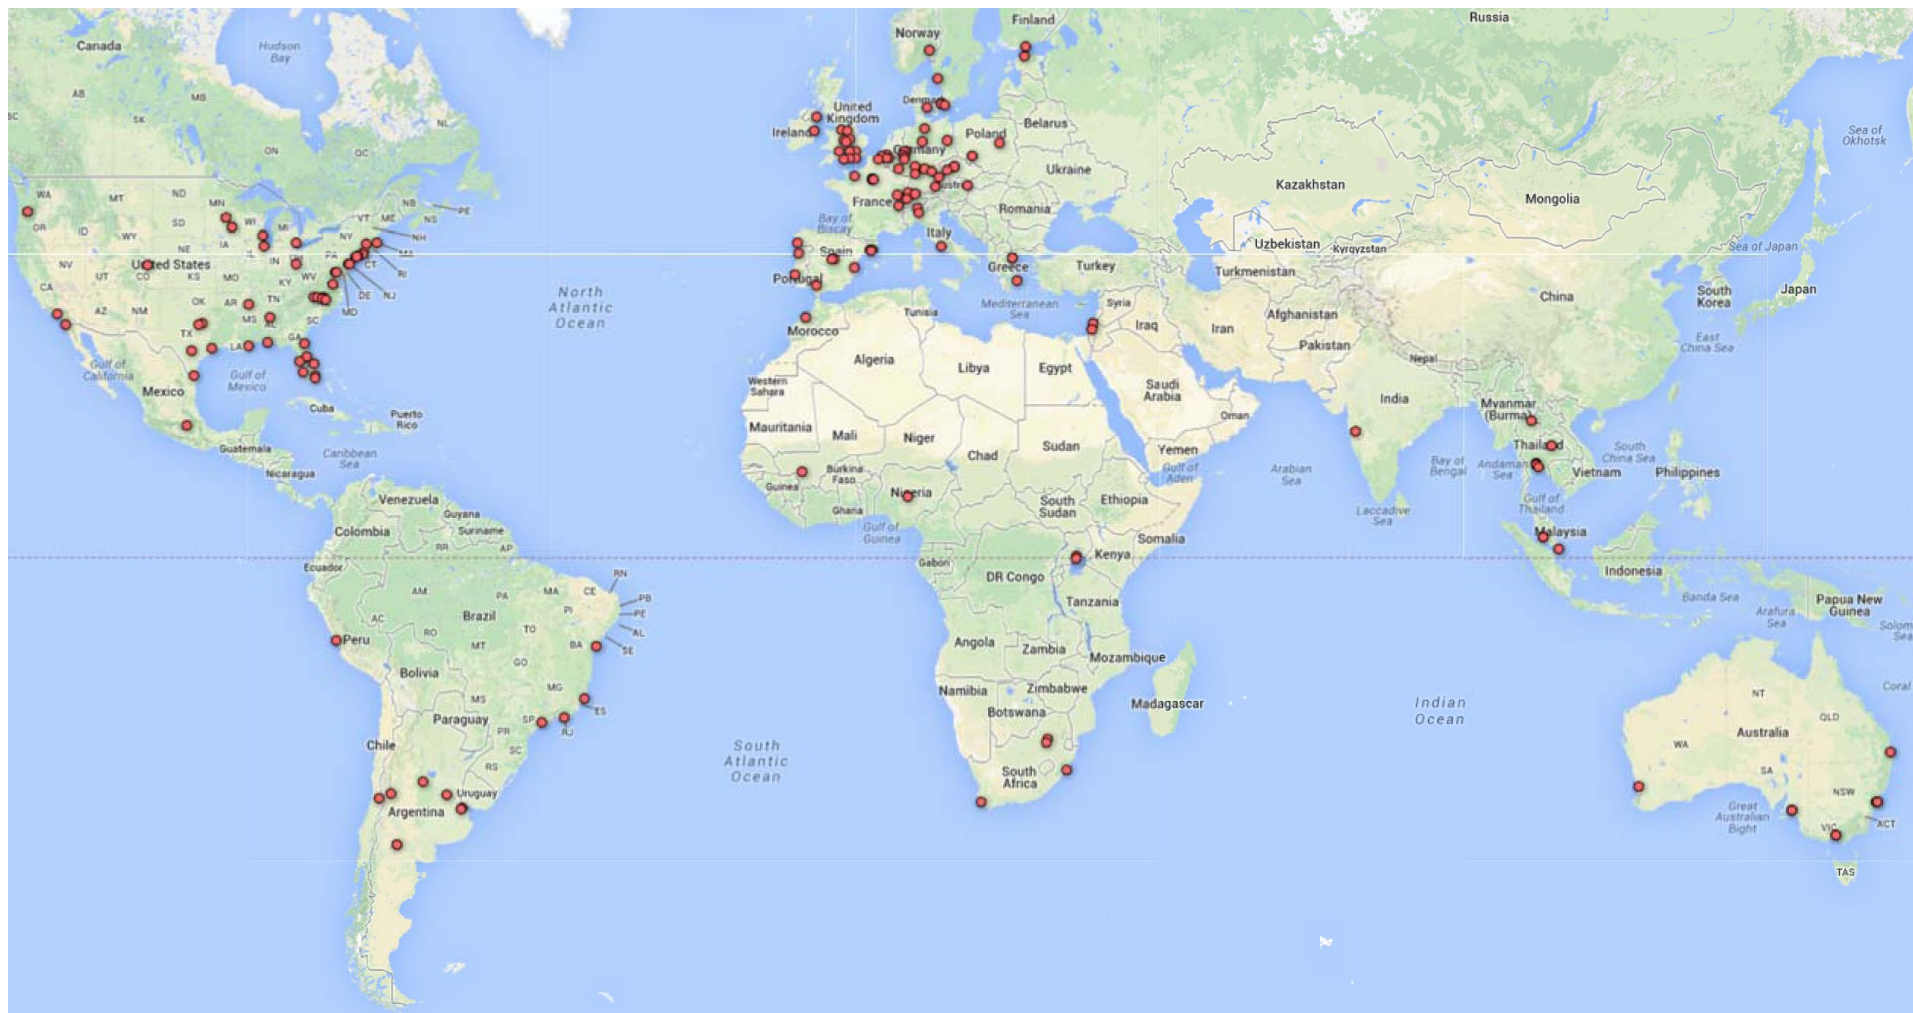 Canada
Hudson
Bay
AB
MB
SK
NL
ON
QC
WA
MT
ND
MN
OR
ID
WY
SD
WI
MI
VT
ME
NB
NS
PE
NH
NY
MA
NE
IA
IN
PA
CT
RI
NV
UT
United States
CO
KS
MO
KY
WV
DE
NJ
MD
CA
AZ
NM
OK
AR
TN
MS
AL
SC
GA
TX
LA
Gulf of
California
Gulf of
Mexico
Mexico
Cuba
Puerto
Rico
Guatemala
Caribbean
Sea
Nicaragua
North
Atlantic
Ocean
Venezuela
Guyana
Suriname
Colombia
RR
AP
Ecuador
AM
PA
MA
CE
RN
PB
PE
AL
SE
PI
AC
Brazil
TO
RO
MT
BA
GO
Peru
Bolivia
MG
MS
ES
SP
RJ
Paraguay
PR
SC
RS
Chile
Uruguay
Argentina
South
Atlantic
Ocean
Finland
Norway
Russia
Denmark
United
Kingdom
Ireland
Poland
Belarus
Germany
Ukraine
France
Austria
Romania
Bay of
Biscay
Italy
Spain
Portugal
Greece
Turkey
Mediterranean
Sea
Kazakhstan
Mongolia
Sea of
Okhotsk
Uzbekistan
Kyrgyzstan
Turkmenistan
Sea of Japan
South
Korea
Japan
China
East
China Sea
Syria
Iraq
Iran
Afghanistan
Pakistan
Nepal
Tunisia
Morocco
Algeria
Libya
Egypt
Western
Sahara
Saudi
Arabia
Oman
India
Myanmar
(Burma)
Mauritania
Mali
Niger
Chad
Sudan
Yemen
Gulf of
Aden
Arabian
Sea
Bay of
Bengal
Andaman
Sea
Thailand
South
China Sea
Vietnam
Philippines
Gulf of
Thailand
Laccadive
Sea
Guinea
Burkina
Faso
Ghana
Nigeria
Gulf of
Guinea
South
Sudan
Ethiopia
Somalia
Malaysia
Gabon
DR Congo
Kenya
Tanzania
Indonesia
Banda Sea
Arafura
Sea
Papua New
Guinea
Angola
Zambia
Mozambique
Namibia
Zimbabwe
Botswana
Madagascar
South
Africa
Indian
Ocean
NT
QLD
Coral
WA
Australia
SA
NSW
Great
Australian
Bight
VIC
ACT
TAS